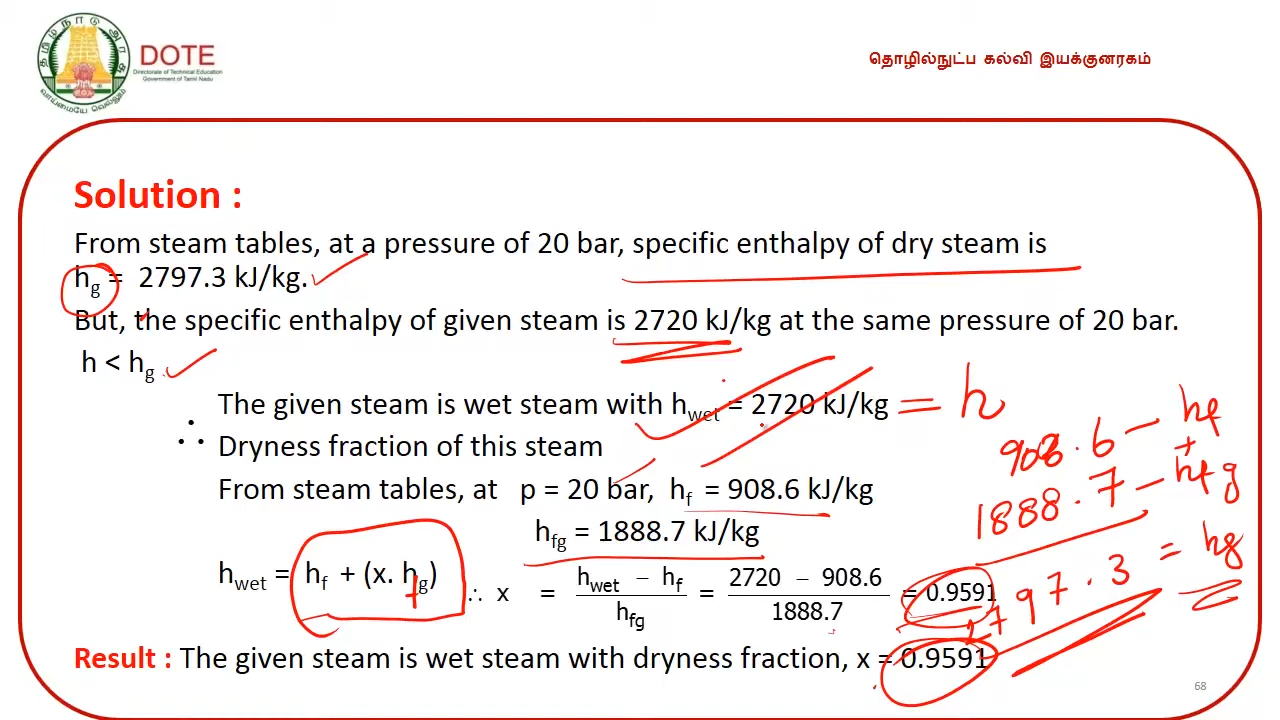 தமிழ்நாடு அரசு
வாய்மையே வெல்லும்
DOTE
Directorate of Technical Education
Government of Tamil Nadu
தொழில்நுட்ப கல்வி இயக்குனரகம்
Solution :
From steam tables, at a pressure of 20 bar, specific enthalpy of dry steam is
hg = 2797.3 kJ/kg.
But, the specific enthalpy of given steam is 2720 kJ/kg at the same pressure of 20 bar.
h < hg
∴ The given steam is wet steam with hwet = 2720 kJ/kg = h
Dryness fraction of this steam
From steam tables, at p = 20 bar, hf = 908.6 kJ/kg
hfg = 1888.7 kJ/kg
908.6 – hf
+
1888.7 – hfg
2797.3 = hg
hwet = hf + (x. hfg) ∴ x = hwet – hf / hfg = 2720 – 908.6 / 1888.7 = 0.9591
Result : The given steam is wet steam with dryness fraction, x = 0.9591
68